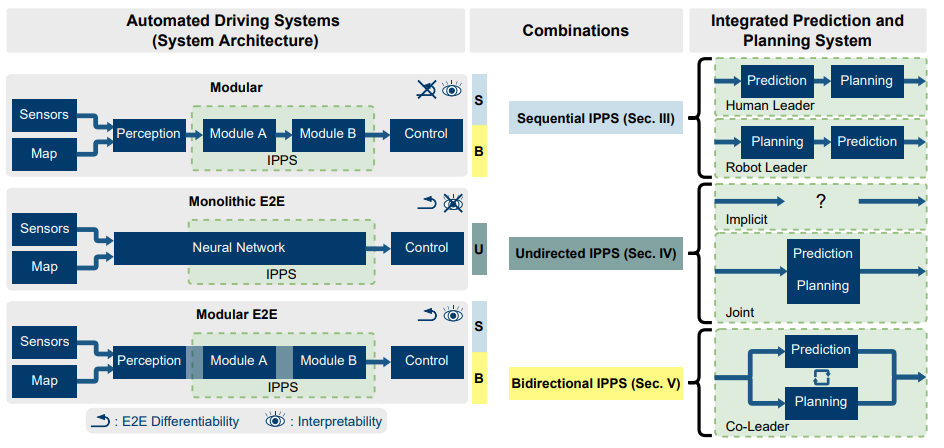 Automated Driving Systems
(System Architecture)
Combinations
Integrated Prediction and
Planning System
Modular
Sensors
Map
Perception
Module A
Module B
Control
IPPS
S
B
Monolithic E2E
Sensors
Map
Neural Network
Control
IPPS
U
Modular E2E
Sensors
Map
Perception
Module A
Module B
Control
IPPS
S
B
: E2E Differentiability
: Interpretability
Sequential IPPS (Sec. III)
Undirected IPPS (Sec. IV)
Bidirectional IPPS (Sec. V)
Prediction
Planning
Human Leader
Planning
Prediction
Robot Leader
?
Implicit
Prediction
Planning
Joint
Prediction
Planning
Co-Leader